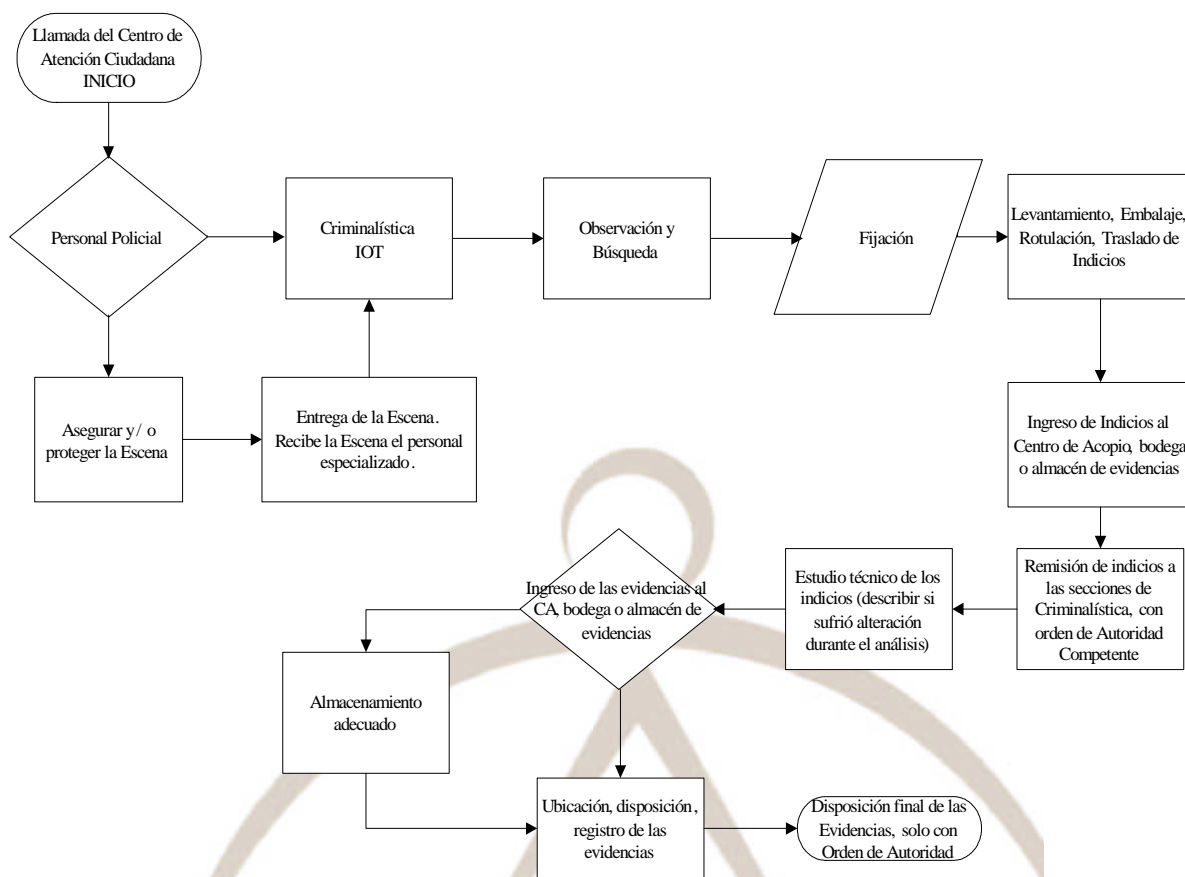 Llamada del Centro de
Atención Ciudadana
INICIO
Personal Policial
Criminalística
IOT
Observación y
Búsqueda
Fijación
Levantamiento, Embalaje,
Rotulación, Traslado de
Indicios
Asegurar y/ o
proteger la Escena
Entrega de la Escena.
Recibe la Escena el personal
especializado.
Ingreso de Indicios al
Centro de Acopio, bodega
o almacén de evidencias
Remisión de indicios a
las secciones de
Criminalística, con
orden de Autoridad
Competente
Estudio técnico de los
indicios (describir si
sufrió alteración
durante el análisis)
Ingreso de las evidencias al
CA, bodega o almacén de
evidencias
Almacenamiento
adecuado
Ubicación, disposición,
registro de las
evidencias
Disposición final de las
Evidencias, solo con
Orden de Autoridad